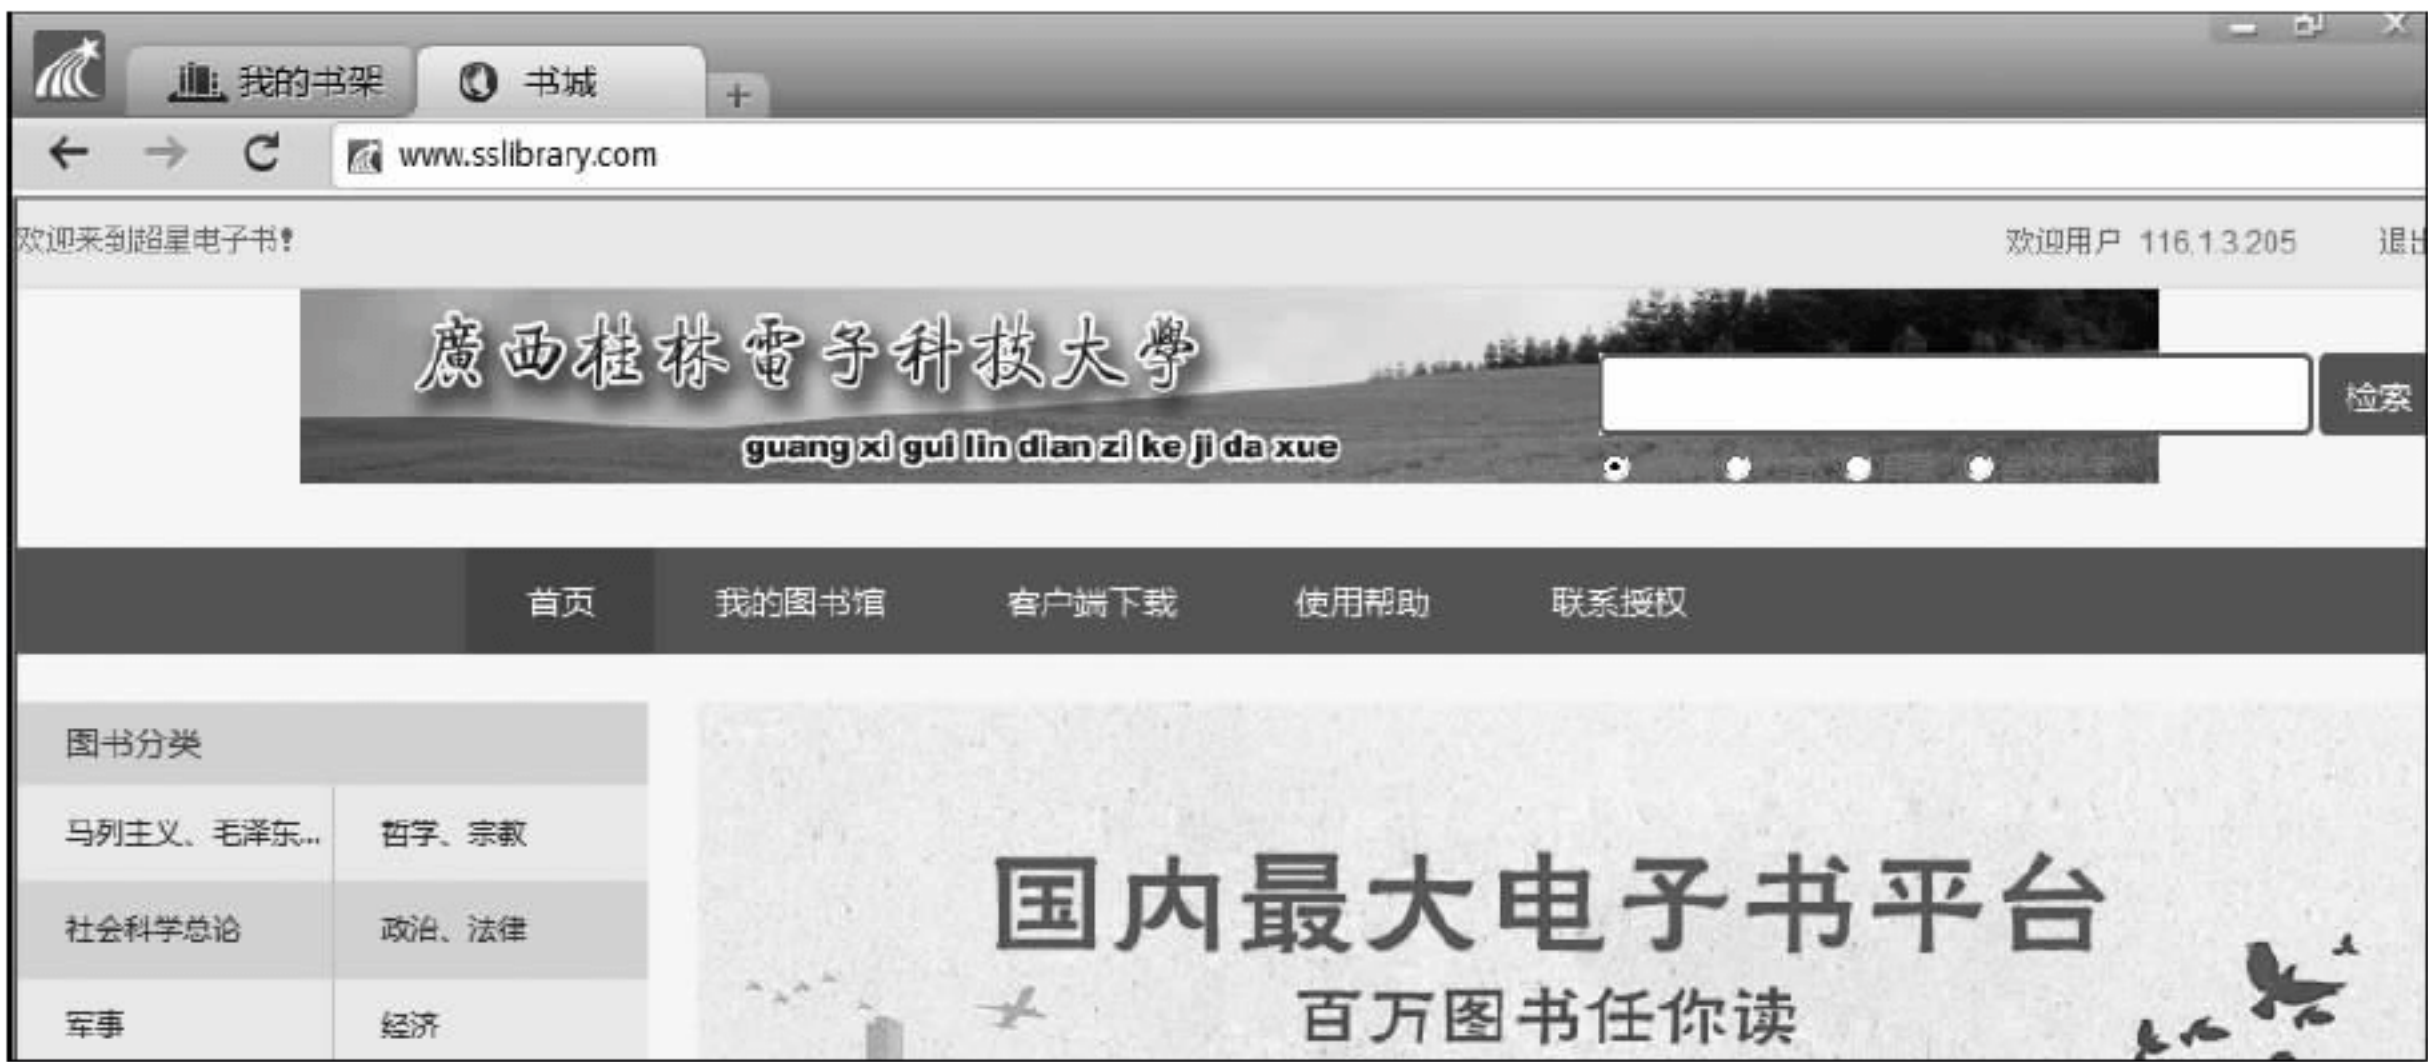 我的书架 书城 +
www.sslibrary.com
欢迎来到超星电子书! 欢迎用户 116.1.3.205 退出
廣西桂林電子科技大學
检索
guang xi gui lin dian zi ke ji da xue
首页 我的图书馆 客户端下载 使用帮助 联系授权
图书分类
马列主义、毛泽东... 哲学、宗教
国内最大电子书平台
社会科学总论 政治、法律
百万图书任你读
军事 经济